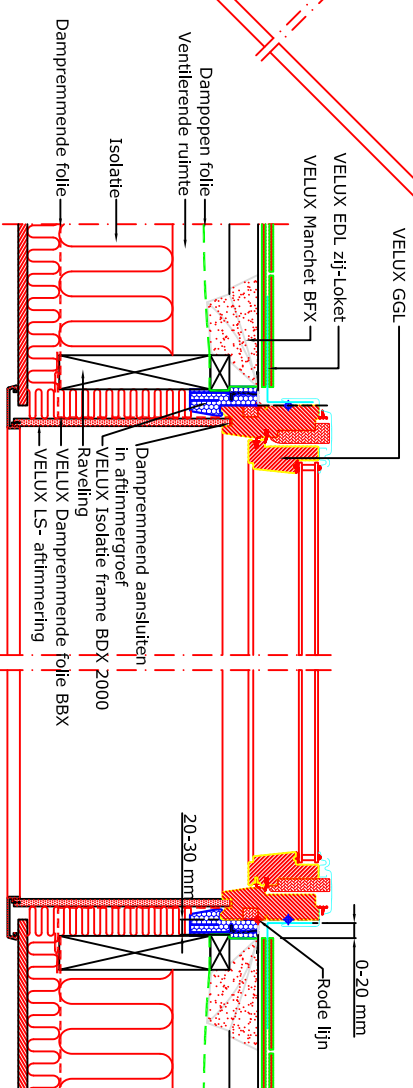 VELUX GGL
VELUX EDL zij-Loket
VELUX Manchet BFX
Dampopen folie
Ventilerende ruimte
Isolatie
Dampremmende folie
Dampremmend aansluiten
in aftimmergroef
VELUX Isolatie frame BDX 2000
Raveling
VELUX Dampremmende folie BBX
VELUX LS- aftimmering
0-20 mm
Rode lijn
20-30 mm